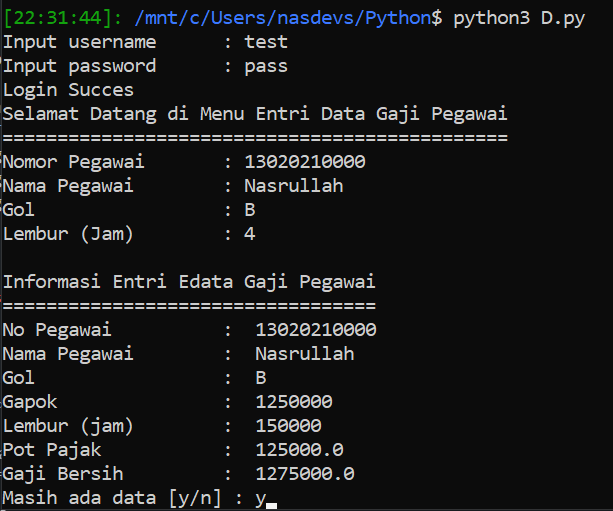 [22:31:44]: /mnt/c/Users/nasdevs/Python$ python3 D.py
Input username      : test
Input password      : pass
Login Succes
Selamat Datang di Menu Entri Data Gaji Pegawai
==============================================
Nomor Pegawai       : 13020210000
Nama Pegawai        : Nasrullah
Gol                 : B
Lembur (Jam)        : 4

Informasi Entri Edata Gaji Pegawai
==================================
No Pegawai          :  13020210000
Nama Pegawai        :  Nasrullah
Gol                 :  B
Gapok               :  1250000
Lembur (jam)        :  150000
Pot Pajak           :  125000.0
Gaji Bersih         :  1275000.0
Masih ada data [y/n] : y